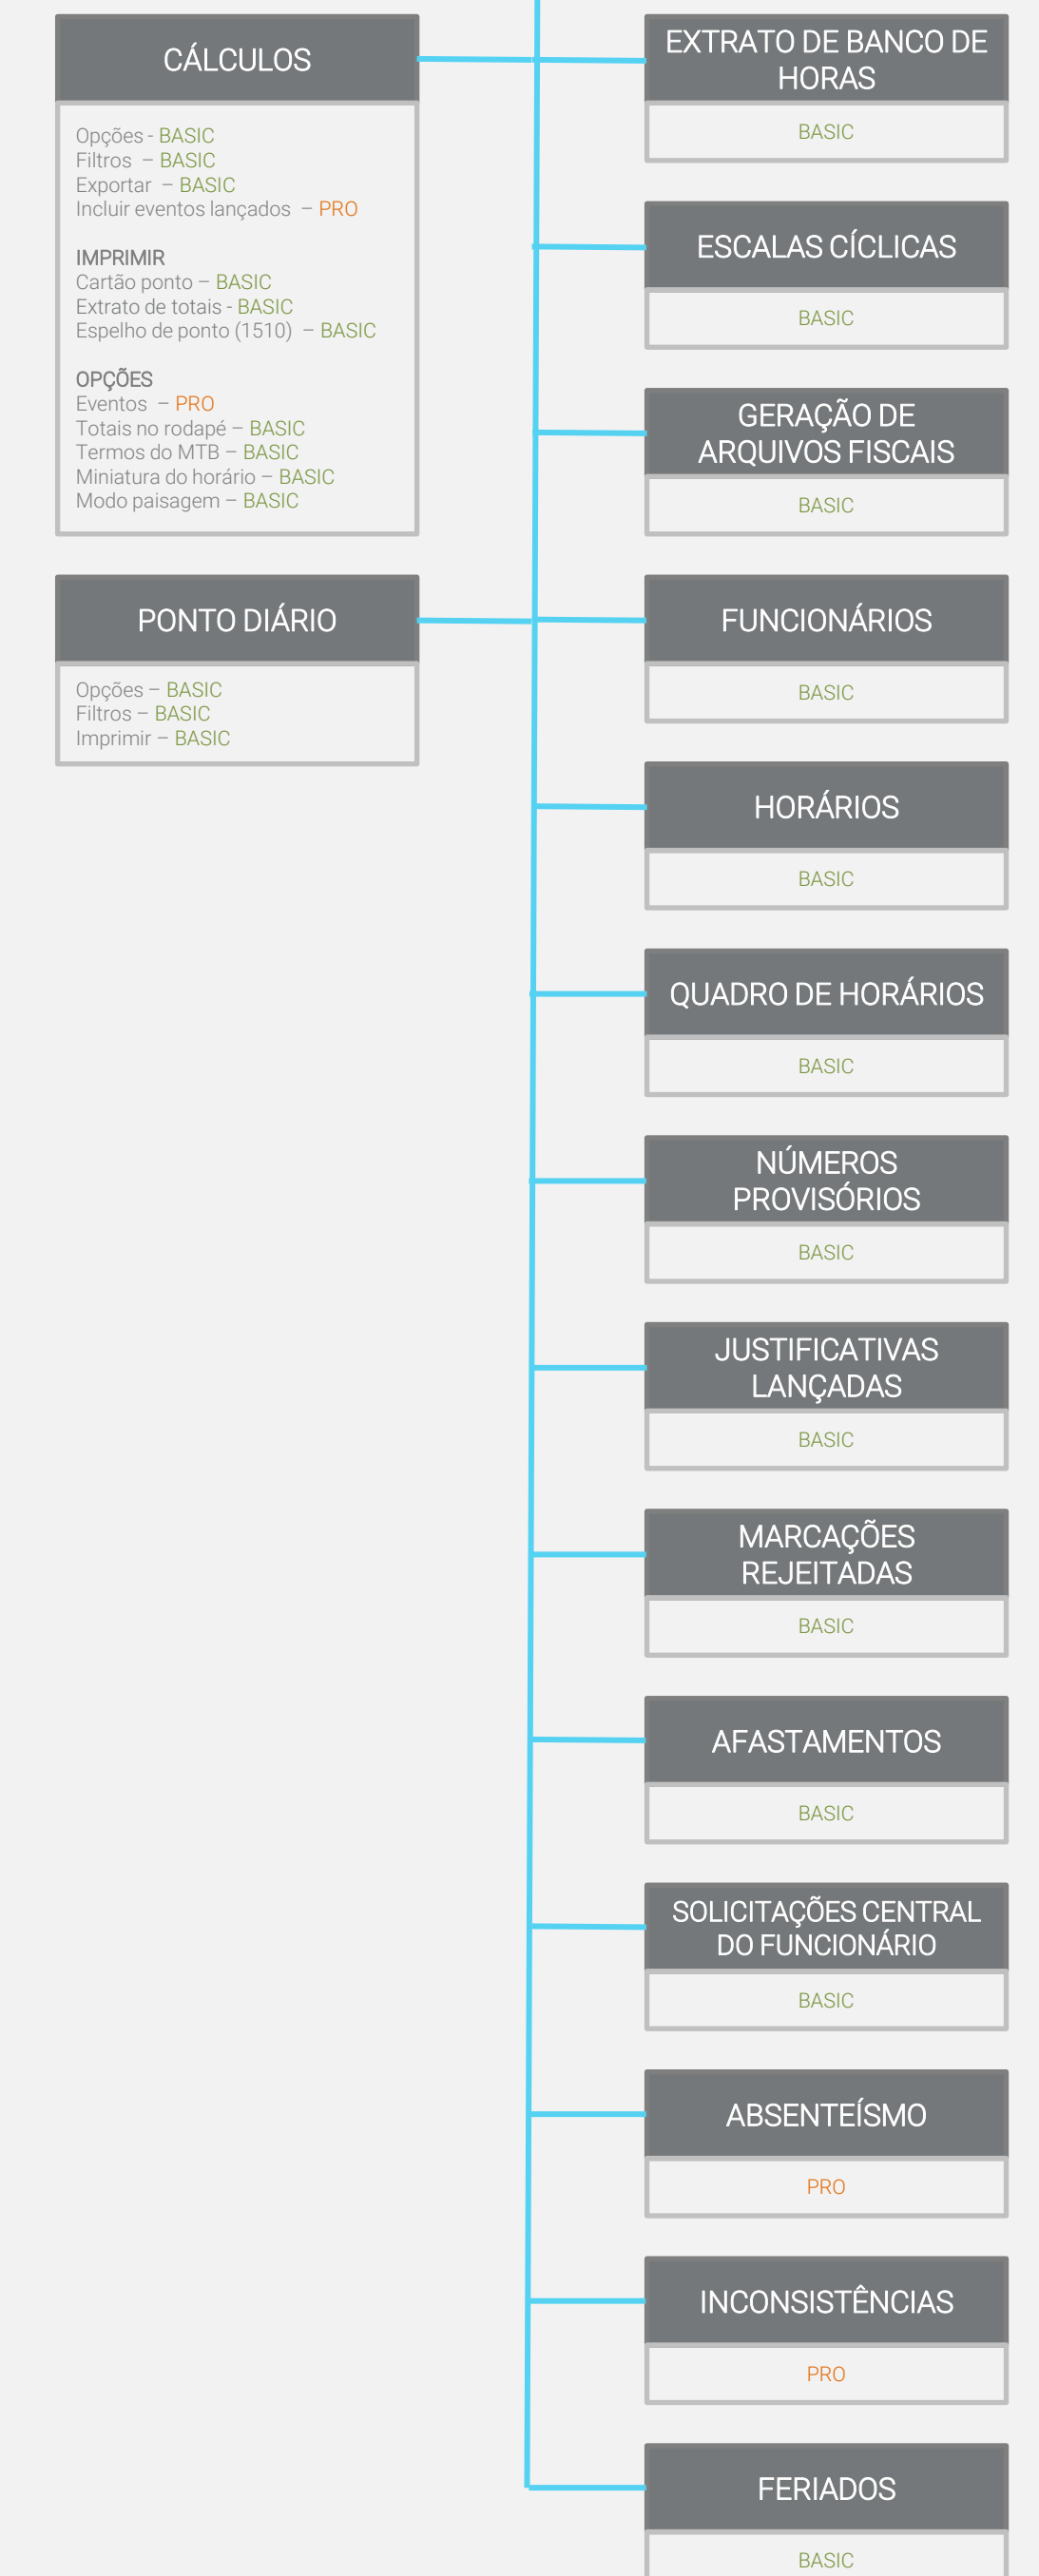 CÁLCULOS
Opções - BASIC
Filtros – BASIC
Exportar – BASIC
Incluir eventos lançados – PRO
IMPRIMIR
Cartão ponto – BASIC
Extrato de totais - BASIC
Espelho de ponto (1510) – BASIC
OPÇÕES
Eventos – PRO
Totais no rodapé – BASIC
Termos do MTB – BASIC
Miniatura do horário – BASIC
Modo paisagem – BASIC
PONTO DIÁRIO
Opções – BASIC
Filtros – BASIC
Imprimir – BASIC
EXTRATO DE BANCO DE
HORAS
BASIC
ESCALAS CÍCLICAS
BASIC
GERAÇÃO DE
ARQUIVOS FISCAIS
BASIC
FUNCIONÁRIOS
BASIC
HORÁRIOS
BASIC
QUADRO DE HORÁRIOS
BASIC
NÚMEROS
PROVISÓRIOS
BASIC
JUSTIFICATIVAS
LANÇADAS
BASIC
MARCAÇÕES
REJEITADAS
BASIC
AFASTAMENTOS
BASIC
SOLICITAÇÕES CENTRAL
DO FUNCIONÁRIO
BASIC
ABSENTEÍSMO
PRO
INCONSISTÊNCIAS
PRO
FERIADOS
BASIC